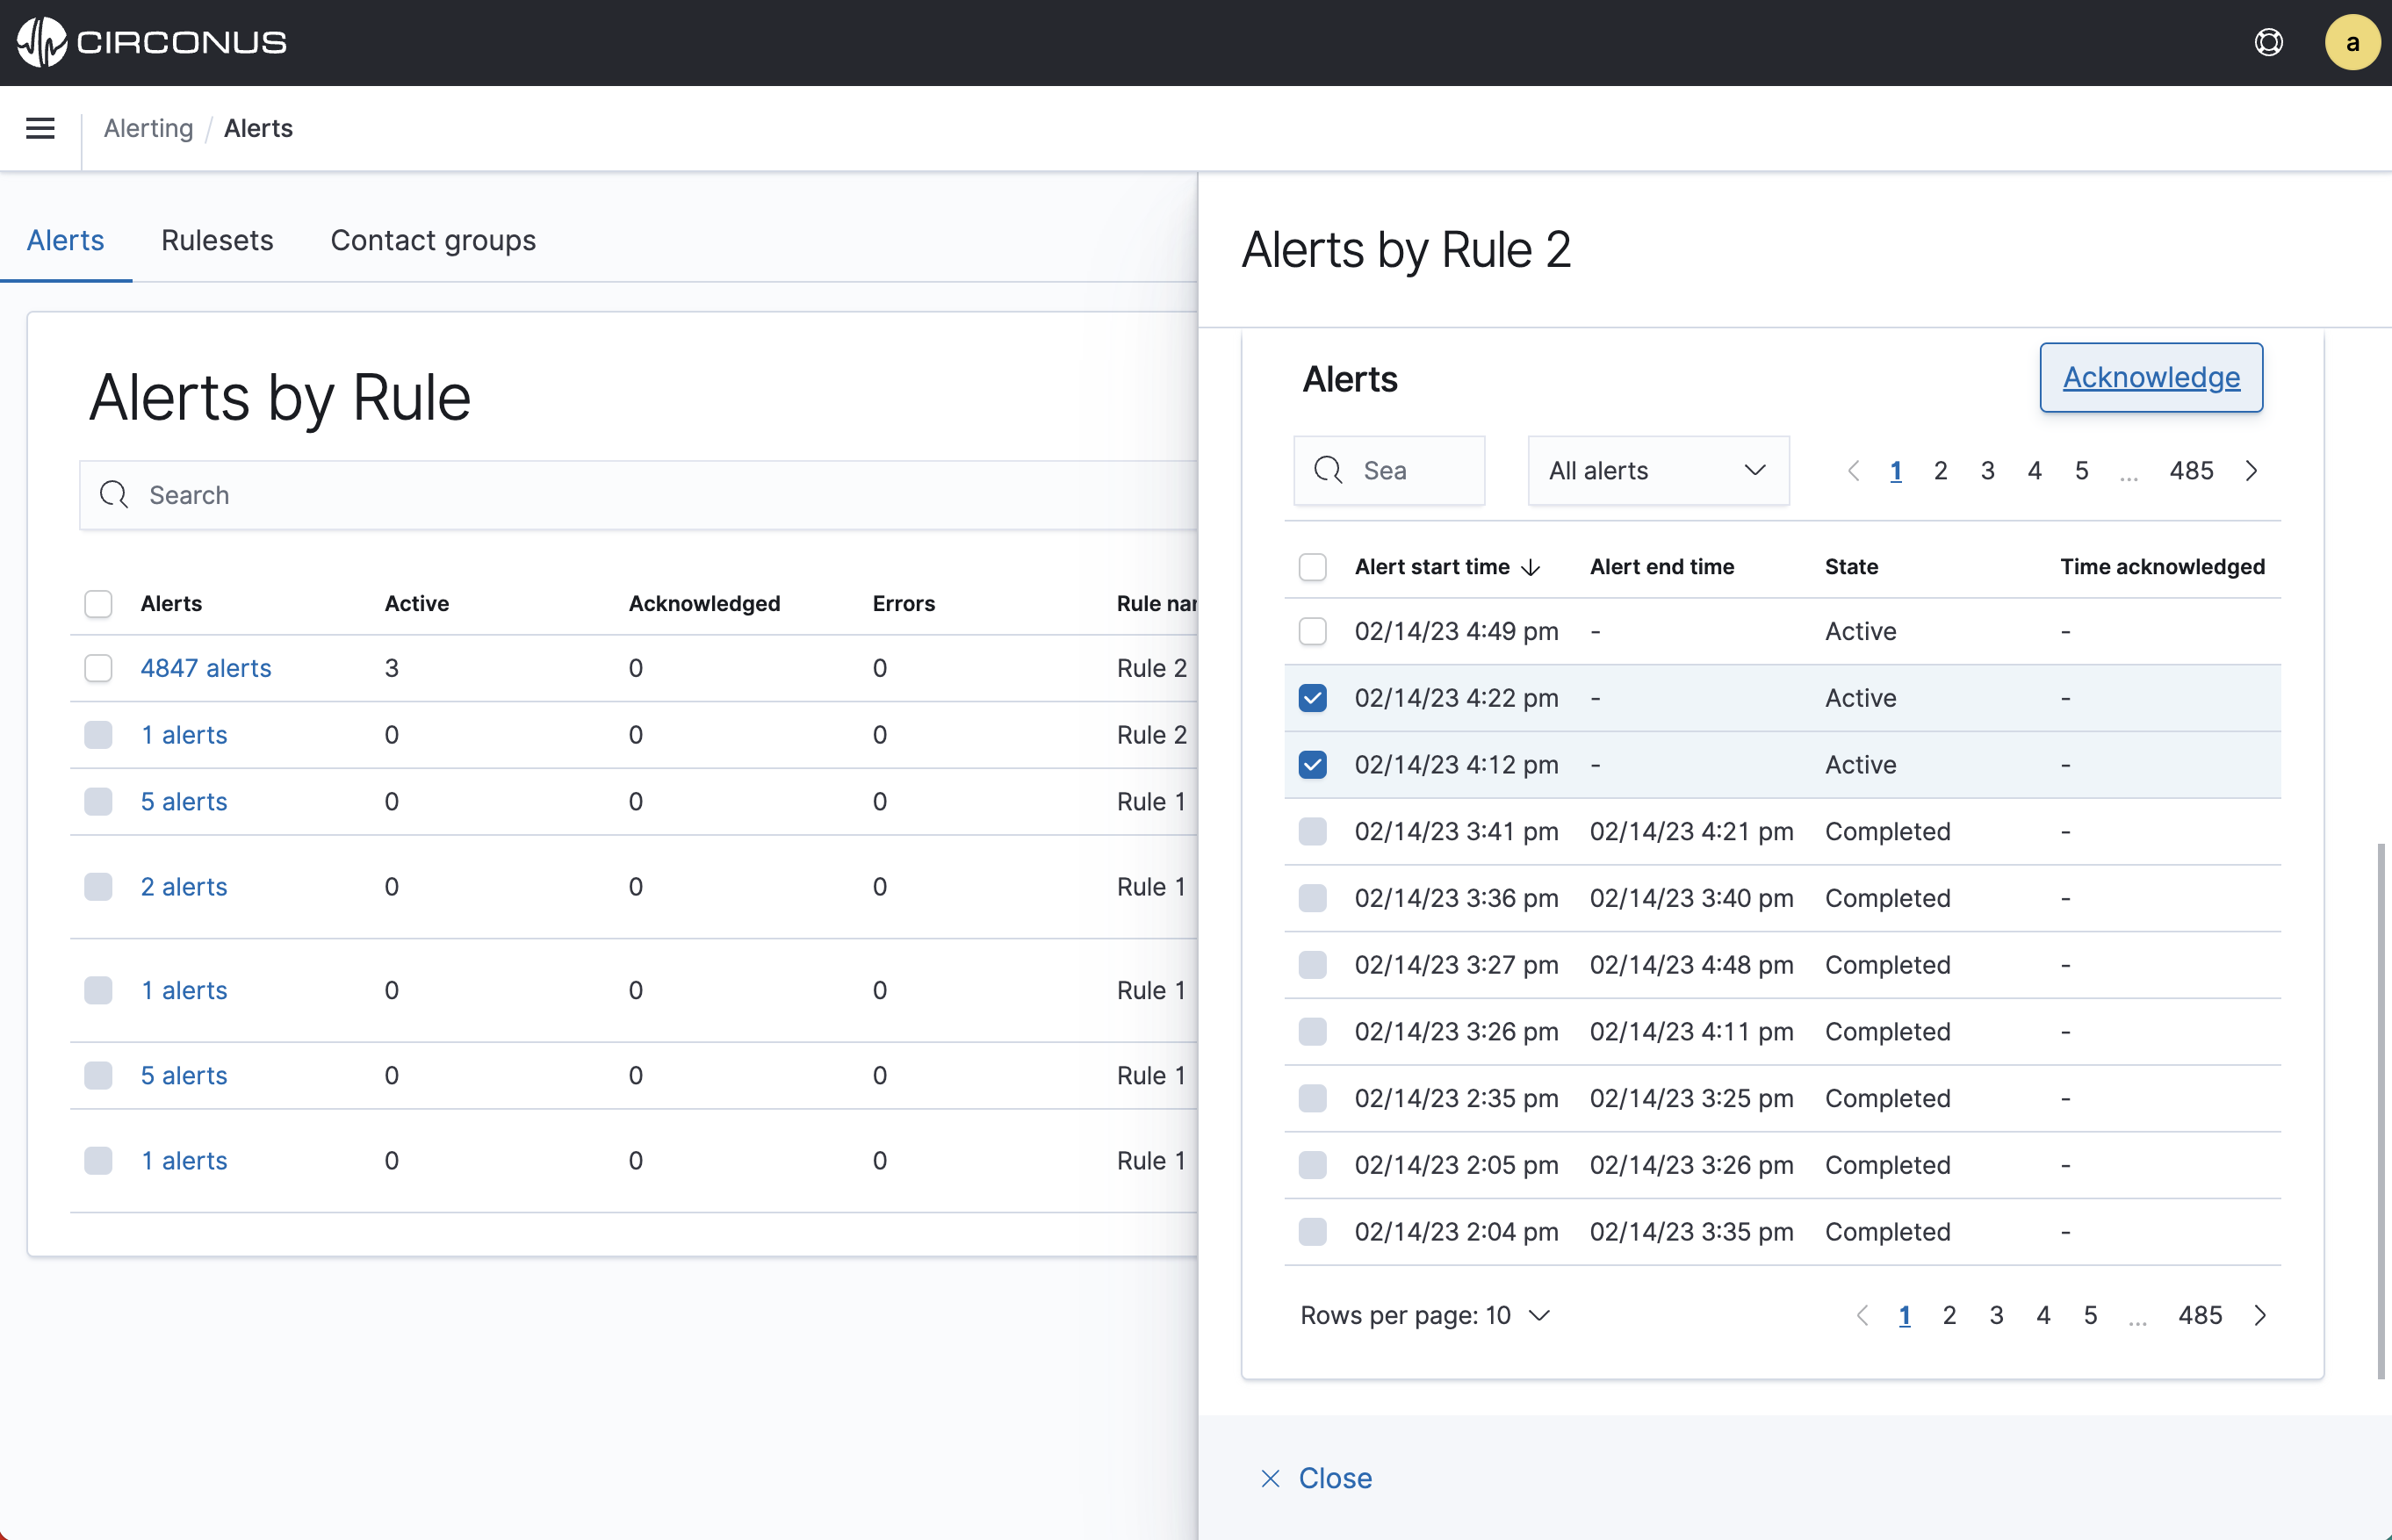 CIRCONUS
a
Alerting / Alerts
Alerts Rulesets Contact groups
Alerts by Rule
Search
Alerts Active Acknowledged Errors Rule nar
4847 alerts 3 0 0 Rule 2
1 alerts 0 0 0 Rule 2
5 alerts 0 0 0 Rule 1
2 alerts 0 0 0 Rule 1
1 alerts 0 0 0 Rule 1
5 alerts 0 0 0 Rule 1
1 alerts 0 0 0 Rule 1
Alerts by Rule 2
Alerts Acknowledge
Sea All alerts 1 2 3 4 5 ... 485
Alert start time Alert end time State Time acknowledged
02/14/23 4:49 pm - Active -
02/14/23 4:22 pm - Active -
02/14/23 4:12 pm - Active -
02/14/23 3:41 pm 02/14/23 4:21 pm Completed -
02/14/23 3:36 pm 02/14/23 3:40 pm Completed -
02/14/23 3:27 pm 02/14/23 4:48 pm Completed -
02/14/23 3:26 pm 02/14/23 4:11 pm Completed -
02/14/23 2:35 pm 02/14/23 3:25 pm Completed -
02/14/23 2:05 pm 02/14/23 3:26 pm Completed -
02/14/23 2:04 pm 02/14/23 3:35 pm Completed -
Rows per page: 10 1 2 3 4 5 ... 485
Close